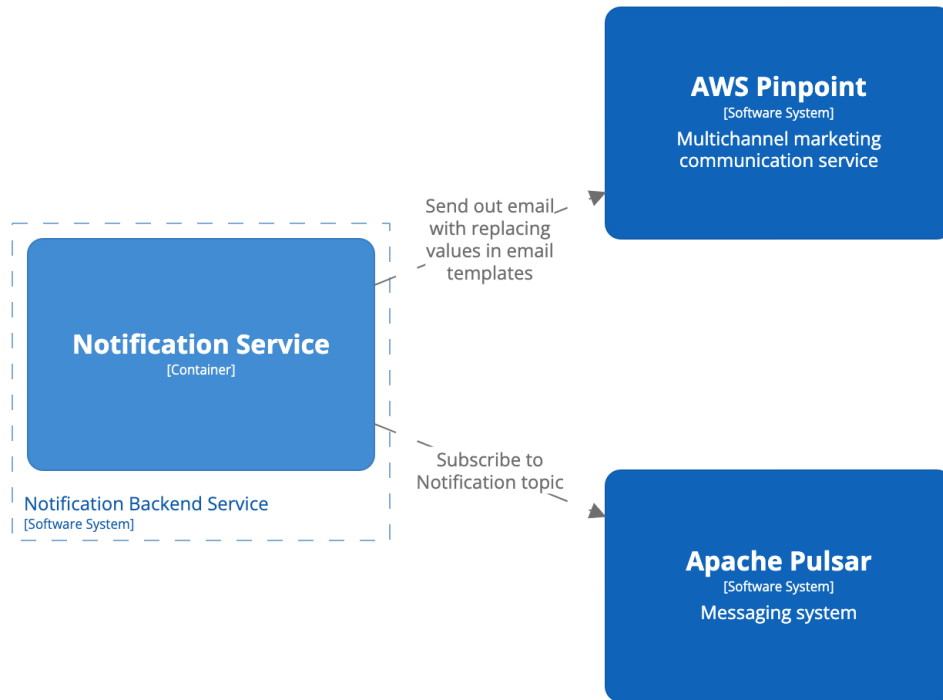 AWS Pinpoint
[Software System]
Multichannel marketing
communication service
Send out email
with replacing
values in email
templates
Notification Service
[Container]
Notification Backend Service
[Software System]
Subscribe to
Notification topic
Apache Pulsar
[Software System]
Messaging system